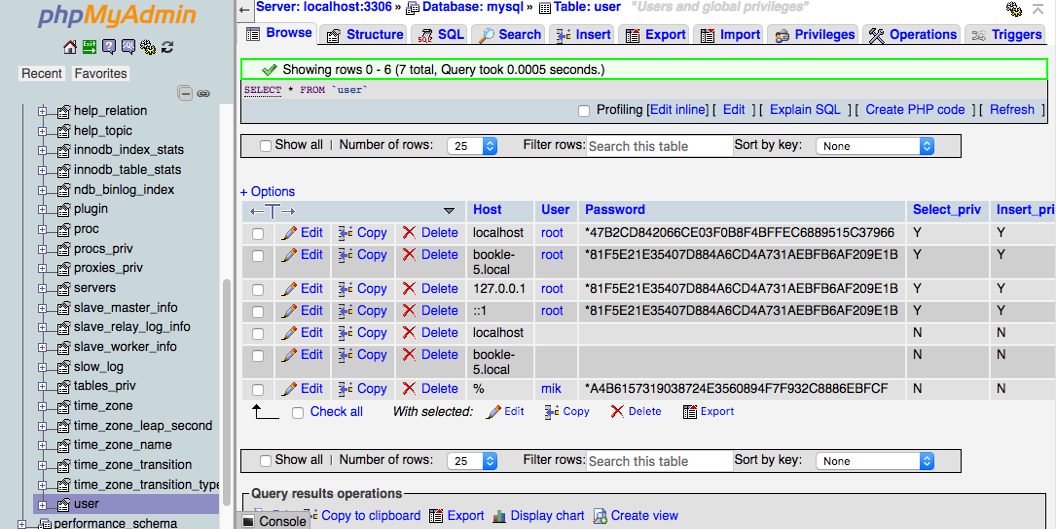 phpMyAdmin
Recent Favorites
help_relation
help_topic
innodb_index_stats
innodb_table_stats
ndb_binlog_index
plugin
proc
procs_priv
proxies_priv
servers
slave_master_info
slave_relay_log_info
slave_worker_info
slow_log
tables_priv
time_zone
time_zone_leap_second
time_zone_name
time_zone_transition
time_zone_transition_type
user
performance_schema
Server: localhost:3306 » Database: mysql » Table: user "Users and global privileges"
Browse Structure SQL Search Insert Export Import Privileges Operations Triggers
Showing rows 0 - 6 (7 total, Query took 0.0005 seconds.)
SELECT * FROM `user`
Profiling [Edit inline] [ Edit ] [ Explain SQL ] [ Create PHP code ] [ Refresh ]
Show all | Number of rows: 25 Filter rows: Search this table Sort by key: None
+ Options
←T→ Host User Password Select_priv Insert_pri
Edit Copy Delete localhost root *47B2CD842066CE03F0B8F4BFFEC6889515C37966 Y Y
Edit Copy Delete bookle-5.local root *81F5E21E35407D884A6CD4A731AEBFB6AF209E1B Y Y
Edit Copy Delete 127.0.0.1 root *81F5E21E35407D884A6CD4A731AEBFB6AF209E1B Y Y
Edit Copy Delete ::1 root *81F5E21E35407D884A6CD4A731AEBFB6AF209E1B Y Y
Edit Copy Delete localhost N N
Edit Copy Delete bookle-5.local N N
Edit Copy Delete % mik *A4B6157319038724E3560894F7F932C8886EBFCF N N
Check all With selected: Edit Copy Delete Export
Show all | Number of rows: 25 Filter rows: Search this table Sort by key: None
Query results operations
Copy to clipboard Export Display chart Create view
Console